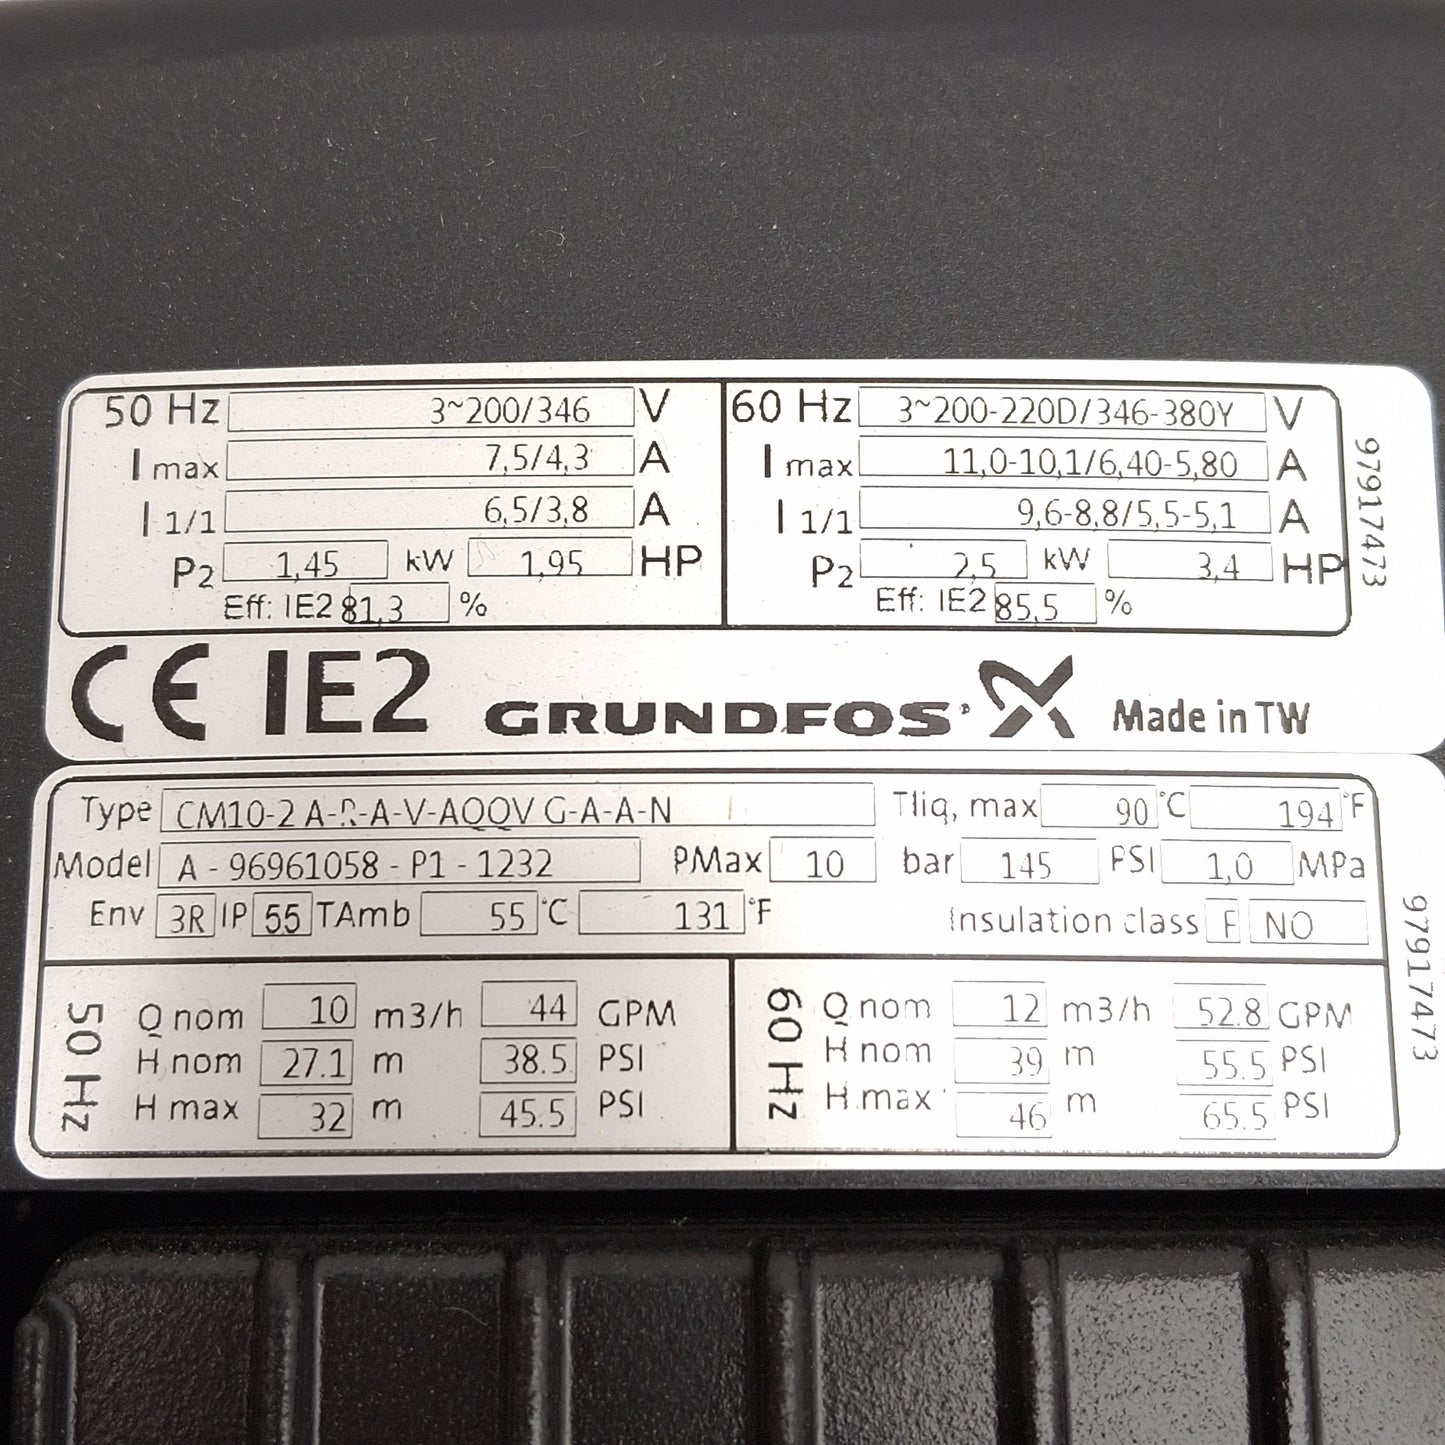 50 Hz 3~200/346 V
I max 7,5/4,3 A
I 1/1 6,5/3,8 A
P2 1,45 kW 1,95 HP
Eff: IE2 81,3 %
60 Hz 3~200-220D/346-380Y V
I max 11,0-10,1/6,40-5,80 A
I 1/1 9,6-8,8/5,5-5,1 A
P2 2,5 kW 3,4 HP
Eff: IE2 85,5 %
97917473
CE IE2 GRUNDFOS Made in TW
Type CM10-2 A-R-A-V-AQQV G-A-A-N Tliq, max 90 °C 194 °F
Model A - 96961058 - P1 - 1232 PMax 10 bar 145 PSI 1,0 MPa
Env 3R IP 55 TAmb 55 °C 131 °F Insulation class F NO
97917473
50 Hz
Q nom 10 m3/h 44 GPM
H nom 27.1 m 38.5 PSI
H max 32 m 45.5 PSI
60 Hz
Q nom 12 m3/h 52.8 GPM
H nom 39 m 55.5 PSI
H max 46 m 65.5 PSI